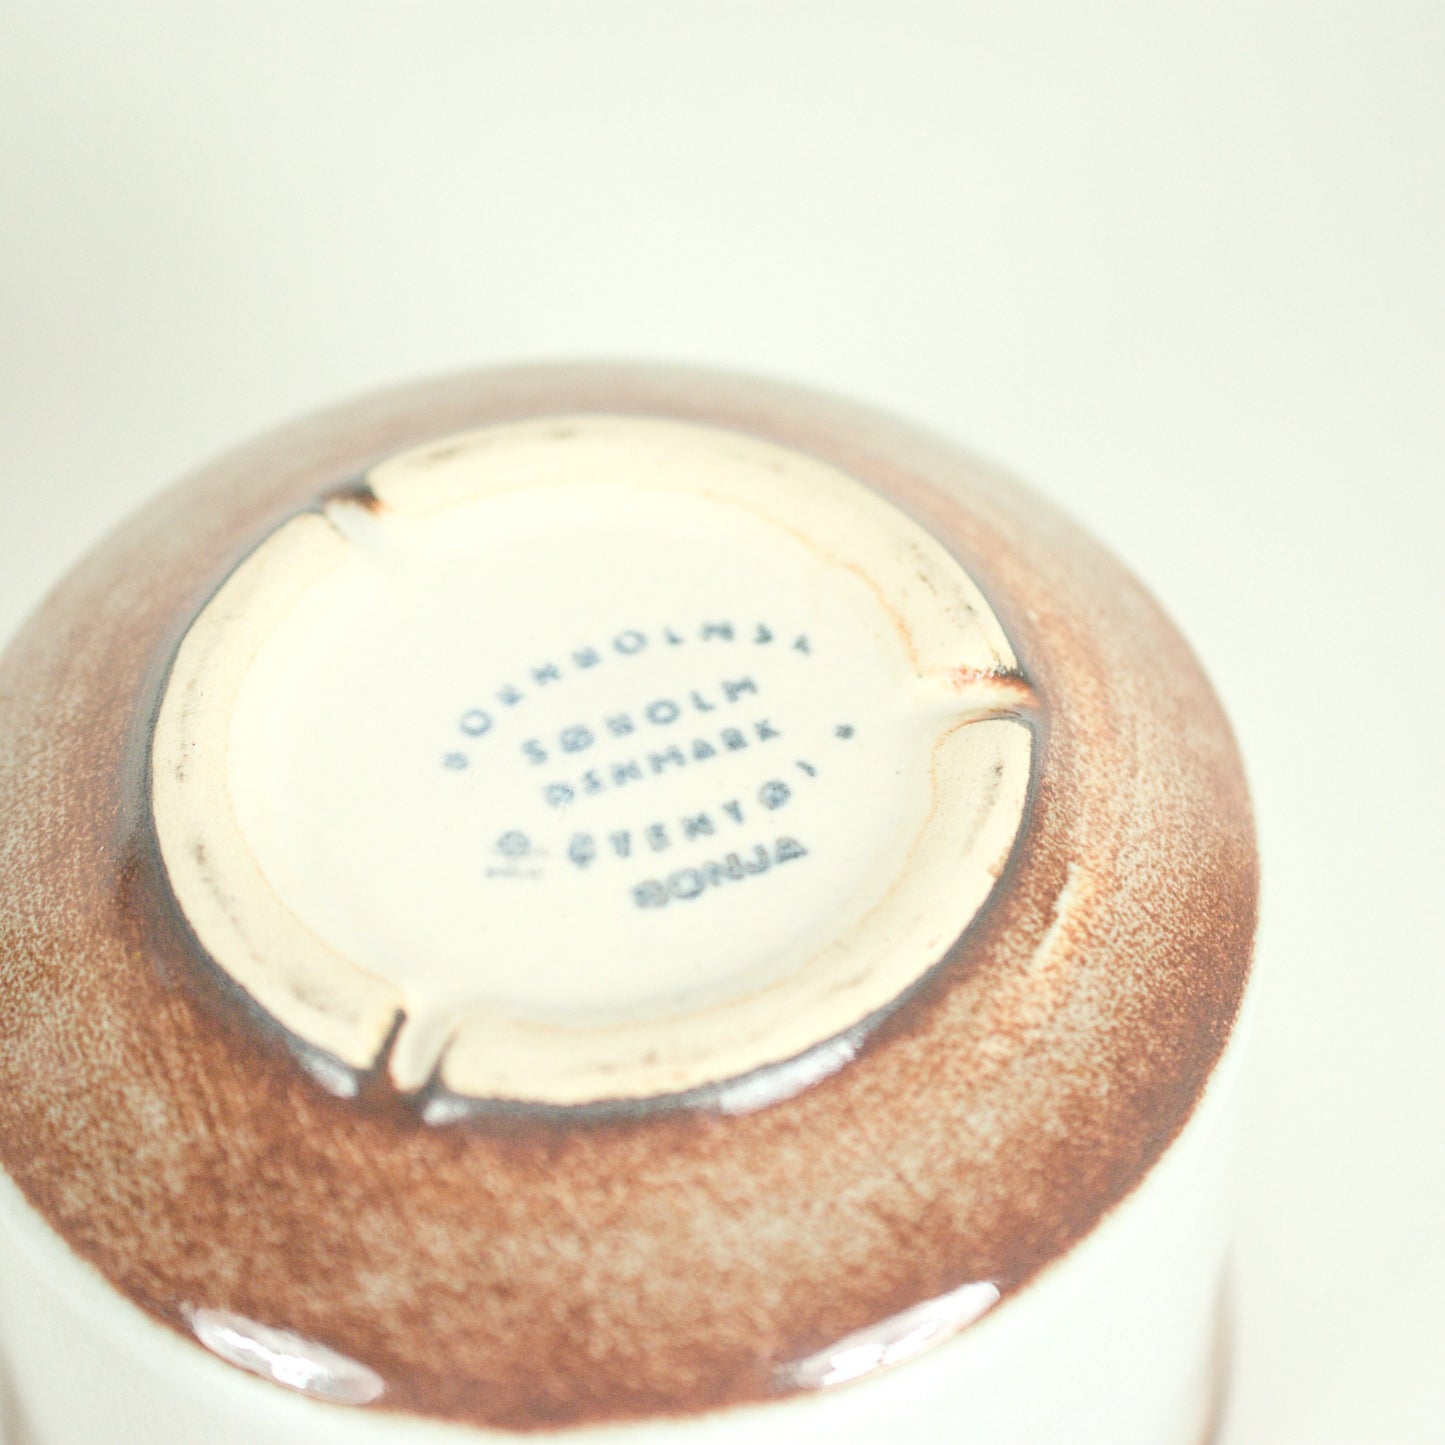 BORNHOLMSK
SØHOLM
DENMARK
STENTØJ
SONJA